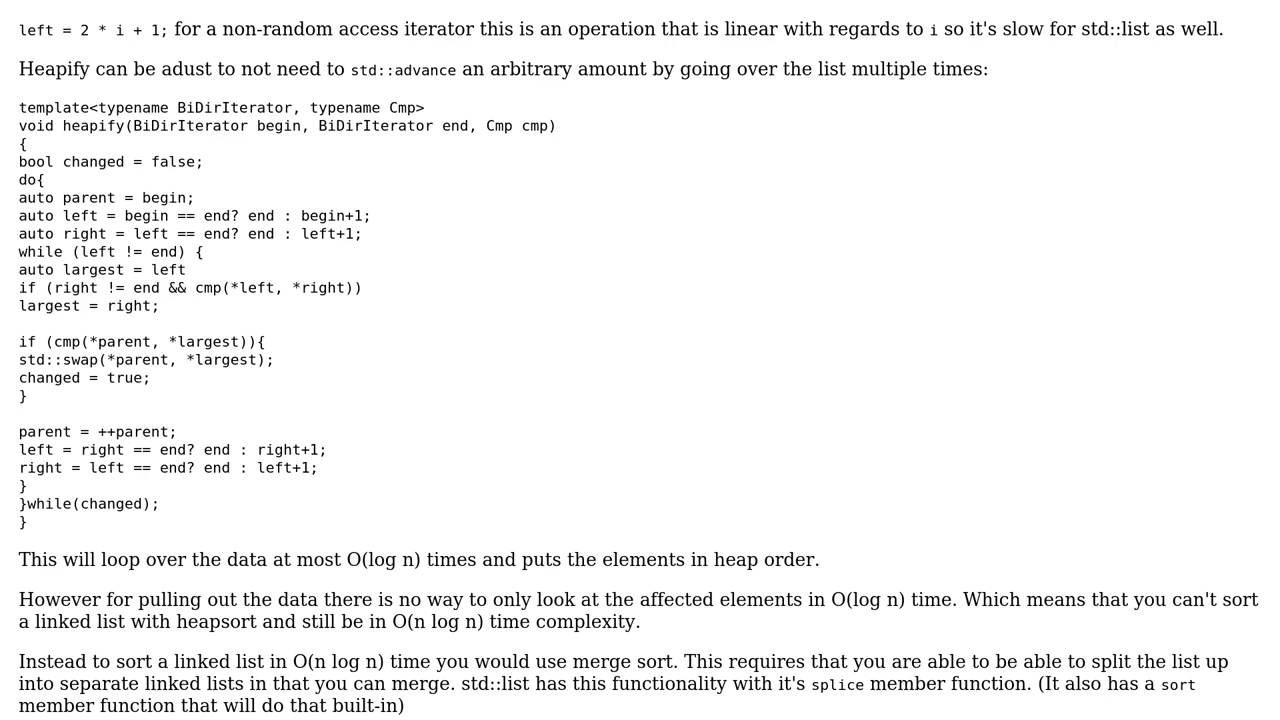 left = 2 * i + 1; for a non-random access iterator this is an operation that is linear with regards to i so it's slow for std::list as well.
Heapify can be adust to not need to std::advance an arbitrary amount by going over the list multiple times:
template<typename BiDirIterator, typename Cmp>
void heapify(BiDirIterator begin, BiDirIterator end, Cmp cmp)
{
bool changed = false;
do{
auto parent = begin;
auto left = begin == end? end : begin+1;
auto right = left == end? end : left+1;
while (left != end) {
auto largest = left
if (right != end && cmp(*left, *right))
largest = right;
if (cmp(*parent, *largest)){
std::swap(*parent, *largest);
changed = true;
}
parent = ++parent;
left = right == end? end : right+1;
right = left == end? end : left+1;
}
}while(changed);
}
This will loop over the data at most O(log n) times and puts the elements in heap order.
However for pulling out the data there is no way to only look at the affected elements in O(log n) time. Which means that you can't sort
a linked list with heapsort and still be in O(n log n) time complexity.
Instead to sort a linked list in O(n log n) time you would use merge sort. This requires that you are able to be able to split the list up
into separate linked lists in that you can merge. std::list has this functionality with it's splice member function. (It also has a sort
member function that will do that built-in)